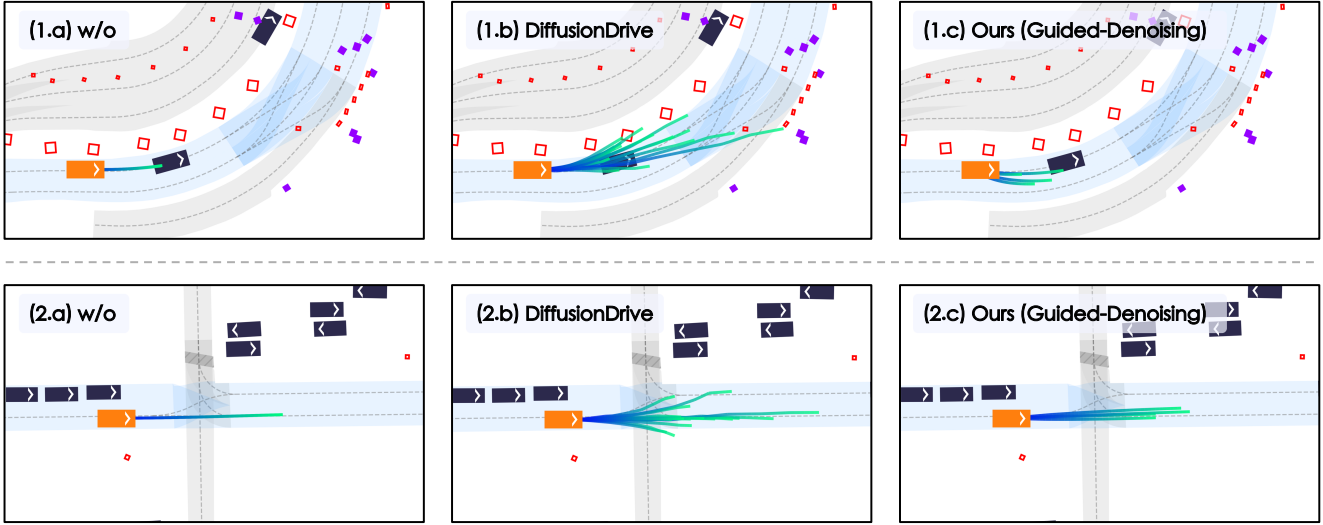 (1.a) w/o
(1.b) DiffusionDrive
(1.c) Ours (Guided-Denoising)
(2.a) w/o
(2.b) DiffusionDrive
(2.c) Ours (Guided-Denoising)